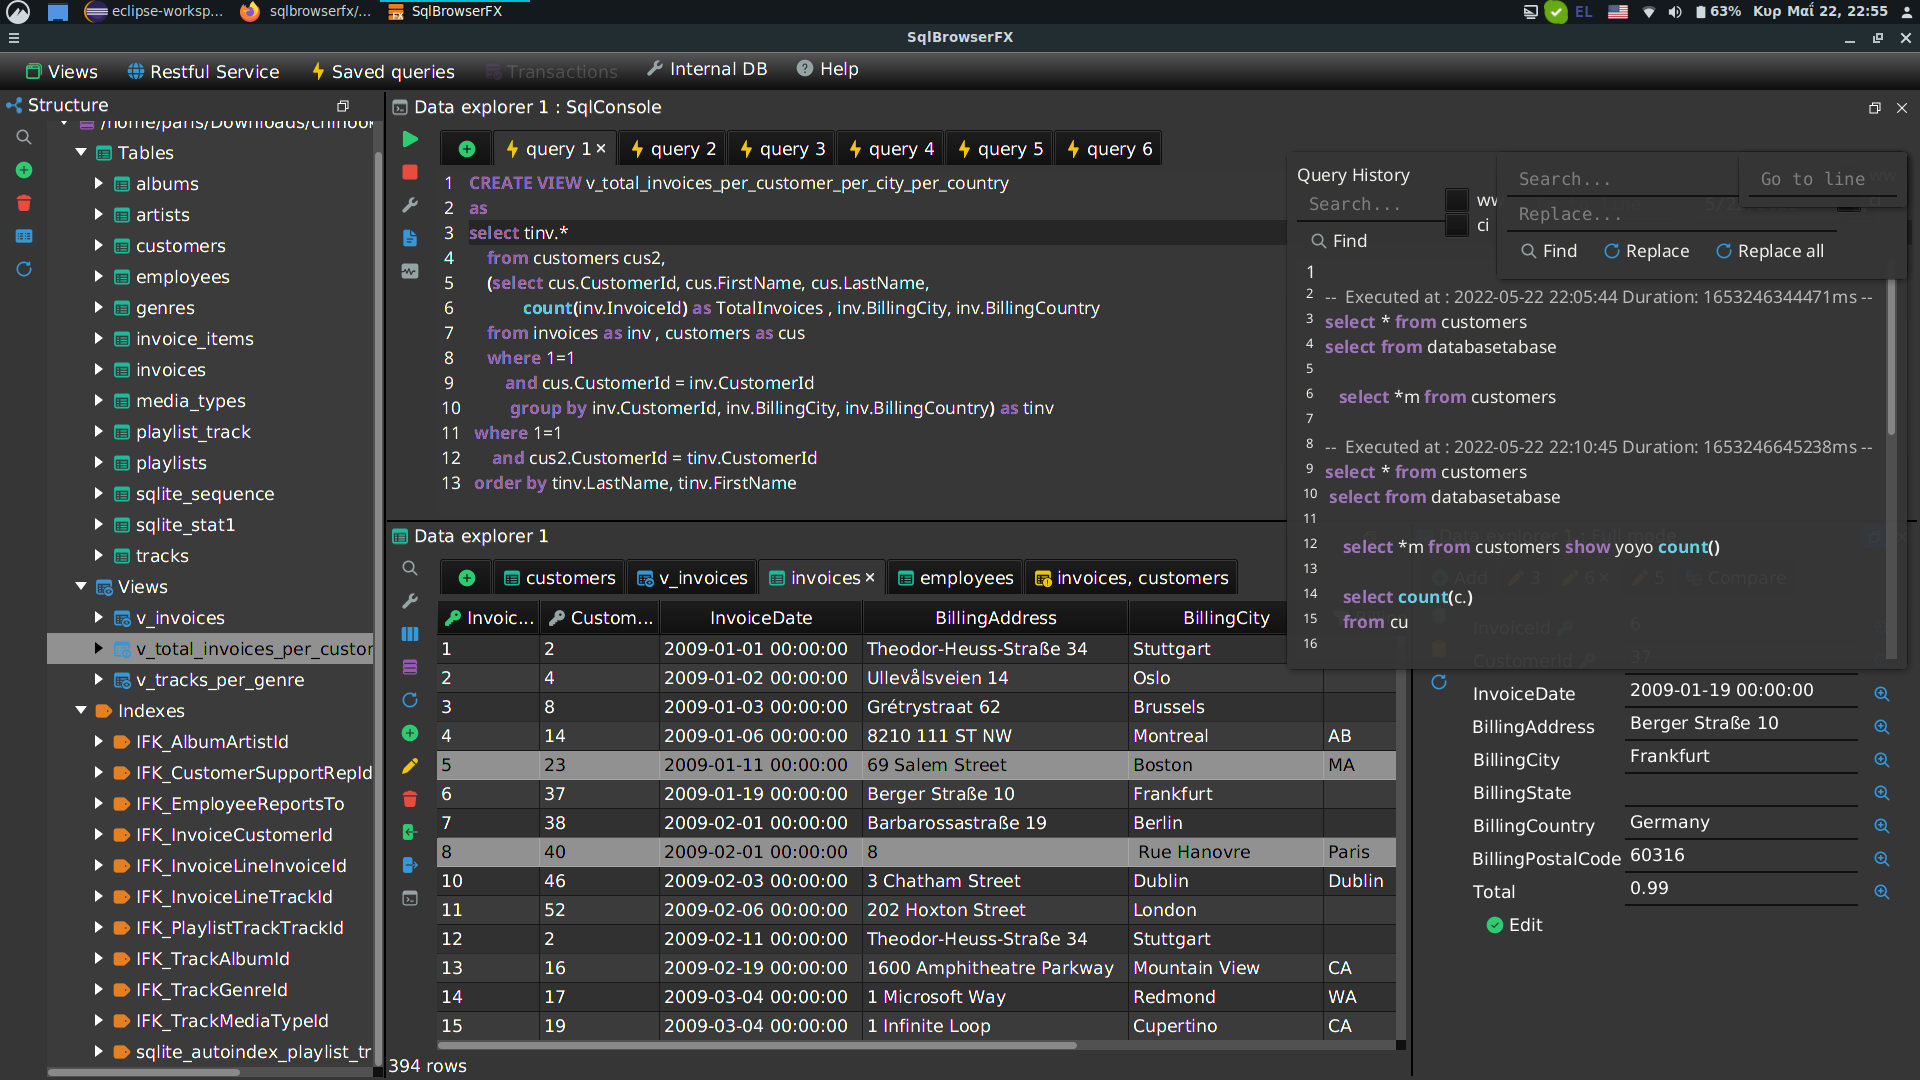 eclipse-worksp...
sqlbrowserfx/...
SqlBrowserFX
EL
63%
Κυρ Μαΐ 22, 22:55
SqlBrowserFX
Views
Restful Service
Saved queries
Transactions
Internal DB
Help
Structure
/home/paris/Downloads/chinook
Tables
albums
artists
customers
employees
genres
invoice_items
invoices
media_types
playlist_track
playlists
sqlite_sequence
sqlite_stat1
tracks
Views
v_invoices
v_total_invoices_per_custor
v_tracks_per_genre
Indexes
IFK_AlbumArtistId
IFK_CustomerSupportRepId
IFK_EmployeeReportsTo
IFK_InvoiceCustomerId
IFK_InvoiceLineInvoiceId
IFK_InvoiceLineTrackId
IFK_PlaylistTrackTrackId
IFK_TrackAlbumId
IFK_TrackGenreId
IFK_TrackMediaTypeId
sqlite_autoindex_playlist_tr
Data explorer 1 : SqlConsole
query 1
query 2
query 3
query 4
query 5
query 6
1 CREATE VIEW v_total_invoices_per_customer_per_city_per_country
2 as
3 select tinv.*
4 from customers cus2,
5 (select cus.CustomerId, cus.FirstName, cus.LastName,
6 count(inv.InvoiceId) as TotalInvoices , inv.BillingCity, inv.BillingCountry
7 from invoices as inv , customers as cus
8 where 1=1
9 and cus.CustomerId = inv.CustomerId
10 group by inv.CustomerId, inv.BillingCity, inv.BillingCountry) as tinv
11 where 1=1
12 and cus2.CustomerId = tinv.CustomerId
13 order by tinv.LastName, tinv.FirstName
Query History
Search...
ci
Find
Search...
Go to line
Replace...
Find
Replace
Replace all
1
2 -- Executed at : 2022-05-22 22:05:44 Duration: 1653246344471ms --
3 select * from customers
4 select from databasetabase
5
6 select *m from customers
7
8 -- Executed at : 2022-05-22 22:10:45 Duration: 1653246645238ms --
9 select * from customers
10 select from databasetabase
11
12 select *m from customers show yoyo count()
13
14 select count(c.)
15 from cu
16
Data explorer 1
customers
v_invoices
invoices
employees
invoices, customers
Invoic... Custom... InvoiceDate BillingAddress BillingCity
1 2 2009-01-01 00:00:00 Theodor-Heuss-Straße 34 Stuttgart
2 4 2009-01-02 00:00:00 Ullevålsveien 14 Oslo
3 8 2009-01-03 00:00:00 Grétrystraat 62 Brussels
4 14 2009-01-06 00:00:00 8210 111 ST NW Montreal AB
5 23 2009-01-11 00:00:00 69 Salem Street Boston MA
6 37 2009-01-19 00:00:00 Berger Straße 10 Frankfurt
7 38 2009-02-01 00:00:00 Barbarossastraße 19 Berlin
8 40 2009-02-01 00:00:00 8 Rue Hanovre Paris
10 46 2009-02-03 00:00:00 3 Chatham Street Dublin Dublin
11 52 2009-02-06 00:00:00 202 Hoxton Street London
12 2 2009-02-11 00:00:00 Theodor-Heuss-Straße 34 Stuttgart
13 16 2009-02-19 00:00:00 1600 Amphitheatre Parkway Mountain View CA
14 17 2009-03-04 00:00:00 1 Microsoft Way Redmond WA
15 19 2009-03-04 00:00:00 1 Infinite Loop Cupertino CA
394 rows
Data explorer 1 : Full mode
Add 3 6 5 Compare
InvoiceId 6
CustomerId 37
InvoiceDate 2009-01-19 00:00:00
BillingAddress Berger Straße 10
BillingCity Frankfurt
BillingState
BillingCountry Germany
BillingPostalCode 60316
Total 0.99
Edit